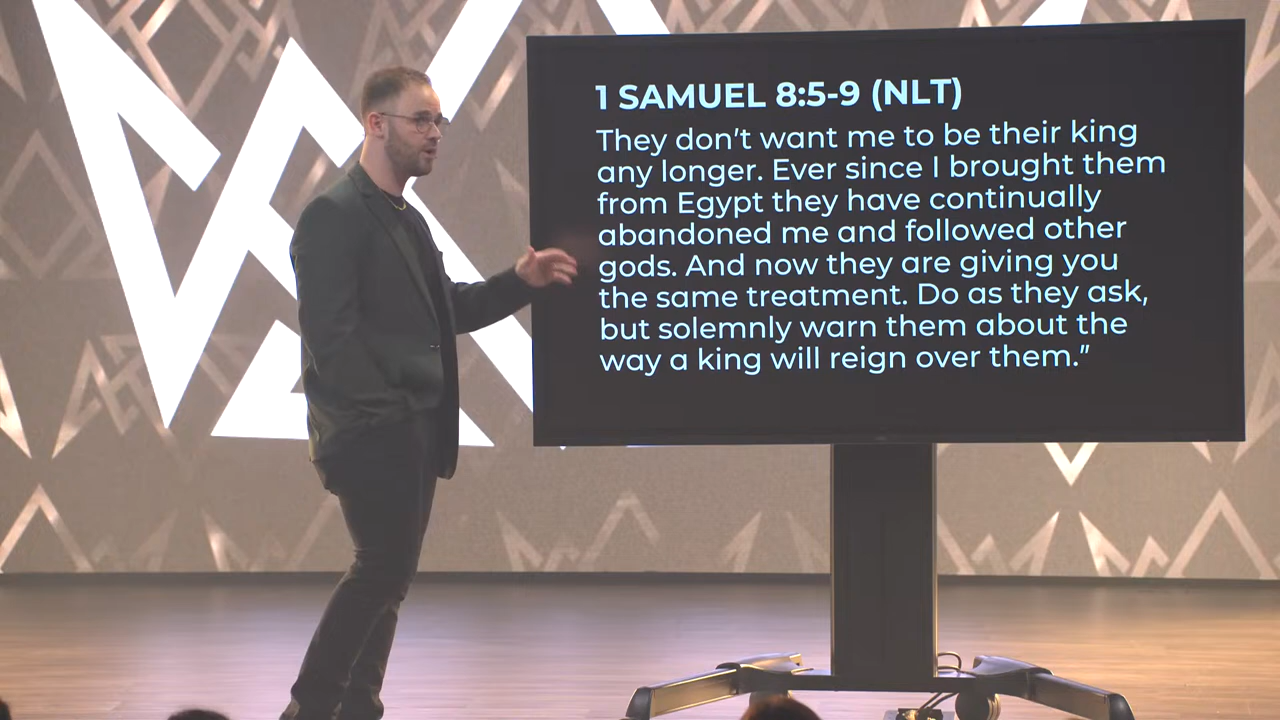 1 SAMUEL 8:5-9 (NLT)
They don't want me to be their king
any longer. Ever since I brought them
from Egypt they have continually
abandoned me and followed other
gods. And now they are giving you
the same treatment. Do as they ask,
but solemnly warn them about the
way a king will reign over them.”